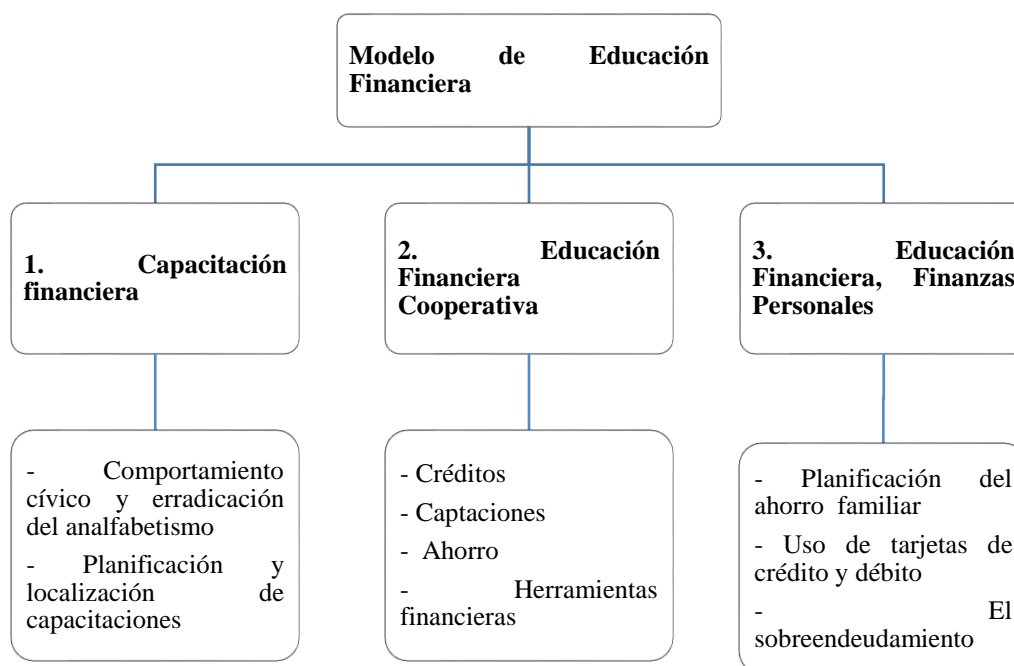 Modelo de Educación
Financiera
1. Capacitación
financiera
2. Educación
Financiera
Cooperativa
3. Educación
Financiera, Finanzas
Personales
- Comportamiento
cívico y erradicación
del analfabetismo
- Planificación y
localización de
capacitaciones
- Créditos
- Captaciones
- Ahorro
- Herramientas
financieras
- Planificación del
ahorro familiar
- Uso de tarjetas de
crédito y débito
- El
sobreendeudamiento